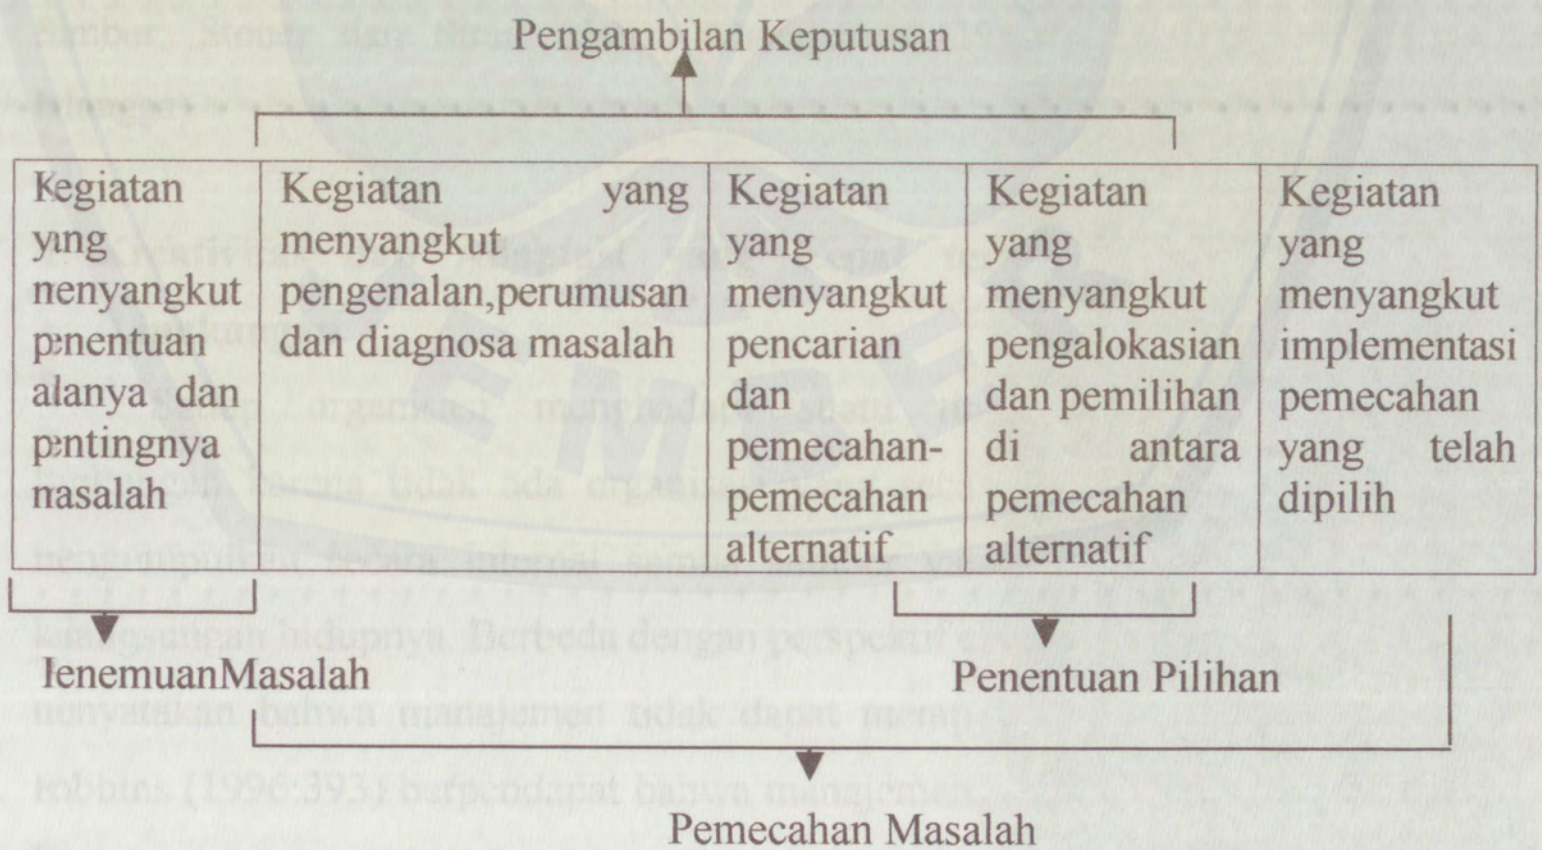 Pengambilan Keputusan
Kegiatan
yıng
nenyangkut
pınentuan
alanya dan
pıntingnya
nasalah
Kegiatan yang
menyangkut
pengenalan,perumusan
dan diagnosa masalah
Kegiatan
yang
menyangkut
pencarian
dan
pemecahan-
pemecahan
alternatif
Kegiatan
yang
menyangkut
pengalokasian
dan pemilihan
di antara
pemecahan
alternatif
Kegiatan
yang
menyangkut
implementasi
pemecahan
yang telah
dipilih
IenemuanMasalah
Penentuan Pilihan
Pemecahan Masalah